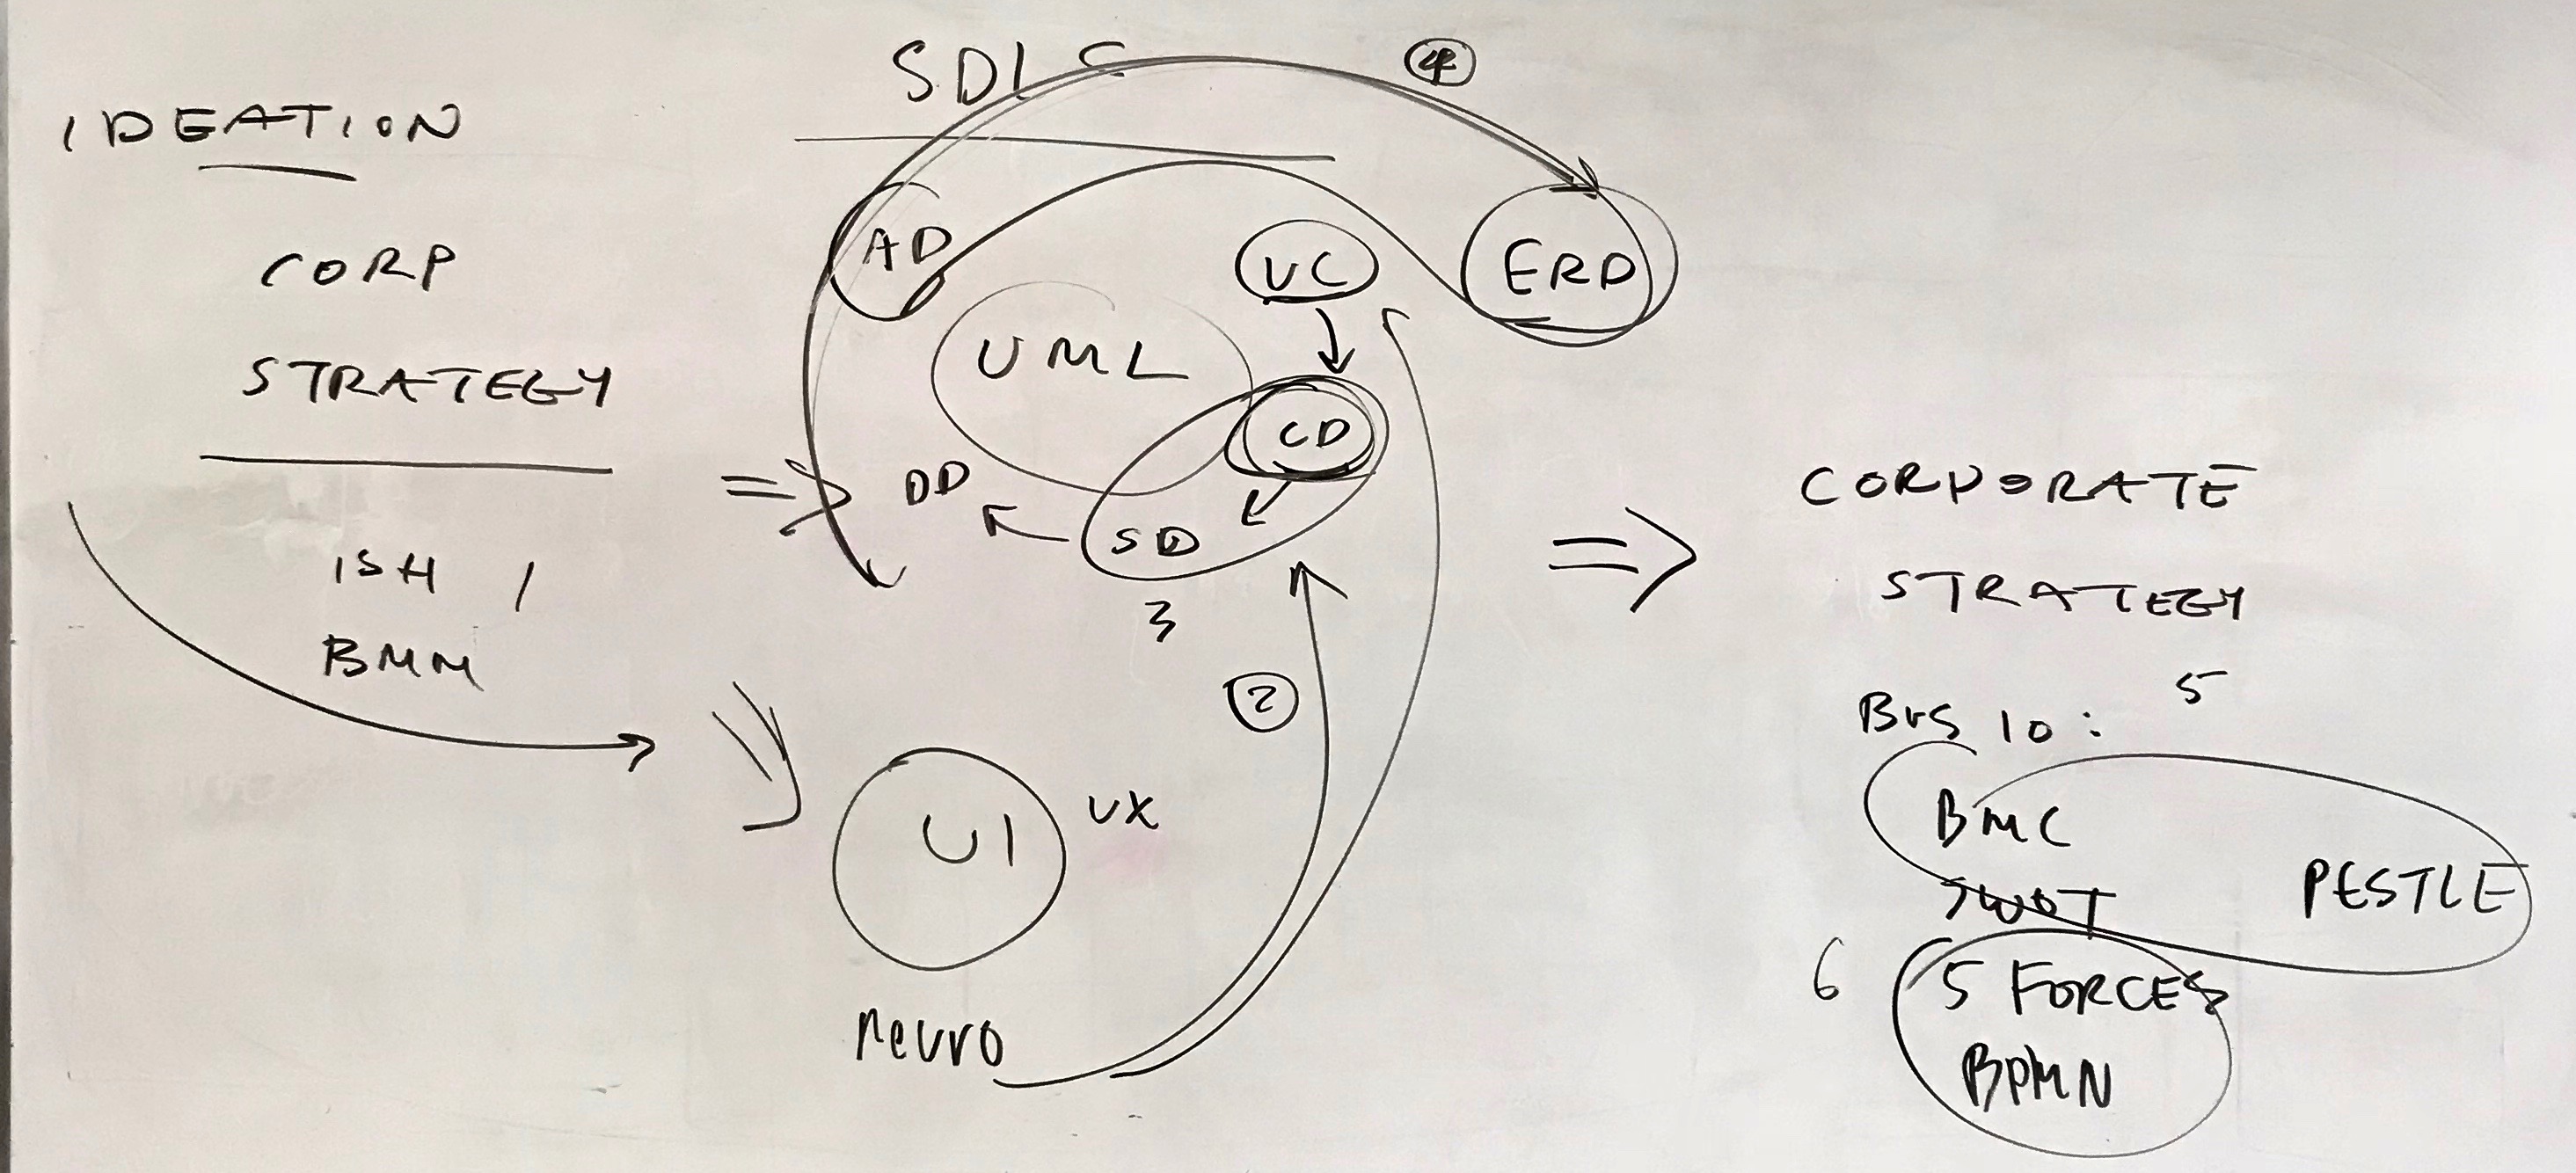 IDEATION
CORP
STRATEGY
ISH /
BMM
SDLC
4
AD
UC
ERD
UML
CD
DD
SD
3
2
UI
UX
Neuro
CORPORATE
STRATEGY
BUS 10: 5
BMC
SWOT
PESTLE
6
5 FORCES
BPMN